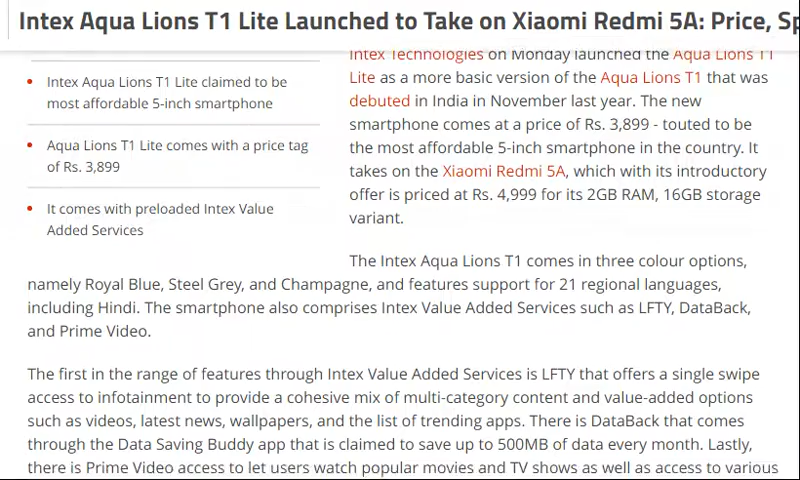 Intex Aqua Lions T1 Lite Launched to Take on Xiaomi Redmi 5A: Price, Sp
Intex Aqua Lions T1 Lite claimed to be
most affordable 5-inch smartphone
Aqua Lions T1 Lite comes with a price tag
of Rs. 3,899
It comes with preloaded Intex Value
Added Services
Intex Technologies on Monday launched the Aqua Lions T1
Lite as a more basic version of the Aqua Lions T1 that was
debuted in India in November last year. The new
smartphone comes at a price of Rs. 3,899 - touted to be
the most affordable 5-inch smartphone in the country. It
takes on the Xiaomi Redmi 5A, which with its introductory
offer is priced at Rs. 4,999 for its 2GB RAM, 16GB storage
variant.
The Intex Aqua Lions T1 comes in three colour options,
namely Royal Blue, Steel Grey, and Champagne, and features support for 21 regional languages,
including Hindi. The smartphone also comprises Intex Value Added Services such as LFTY, DataBack,
and Prime Video.
The first in the range of features through Intex Value Added Services is LFTY that offers a single swipe
access to infotainment to provide a cohesive mix of multi-category content and value-added options
such as videos, latest news, wallpapers, and the list of trending apps. There is DataBack that comes
through the Data Saving Buddy app that is claimed to save up to 500MB of data every month. Lastly,
there is Prime Video access to let users watch popular movies and TV shows as well as access to various